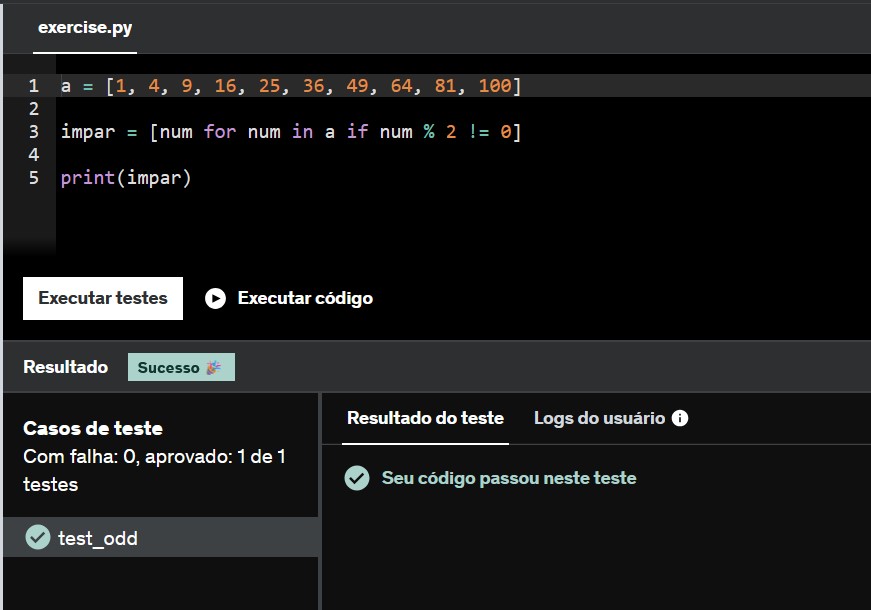 exercise.py
1 a = [1, 4, 9, 16, 25, 36, 49, 64, 81, 100]
2
3 impar = [num for num in a if num % 2 != 0]
4
5 print(impar)
Executar testes Executar código
Resultado Sucesso 🎉
Casos de teste
Com falha: 0, aprovado: 1 de 1
testes
test_odd
Resultado do teste Logs do usuário
Seu código passou neste teste